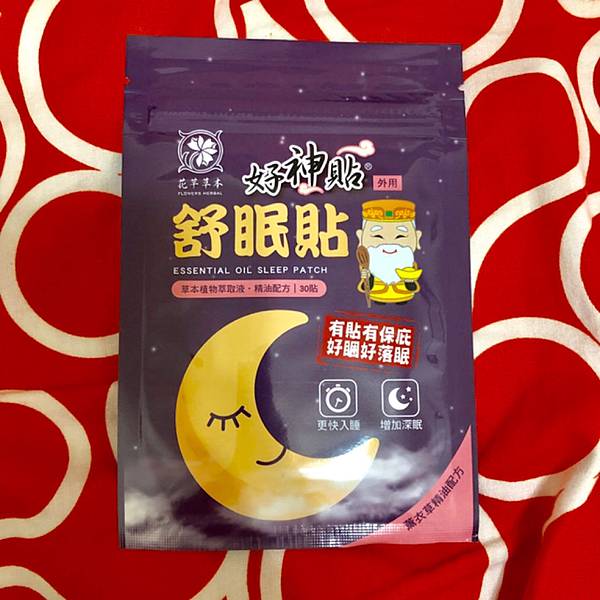 花草草木
FLOWERS HERBAL
好神貼®
外用
舒眠貼
ESSENTIAL OIL SLEEP PATCH
草本植物萃取液・精油配方|30貼
有貼有保庇
好睏好落眠
更快入睡
增加深眠
薰衣草精油配方